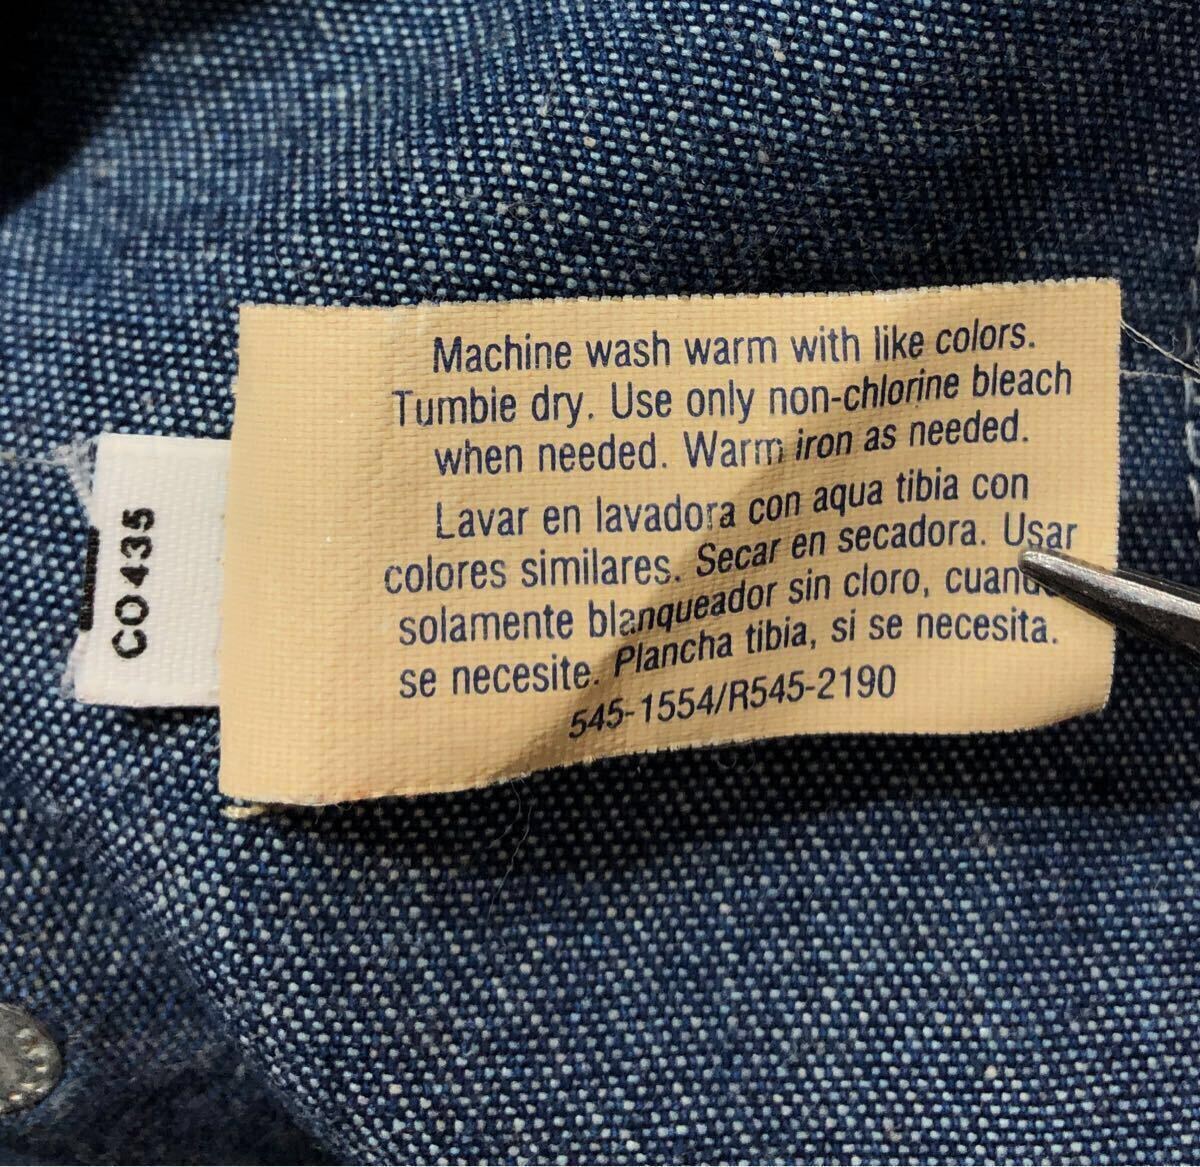 Machine wash warm with like colors.
Tumbie dry. Use only non-chlorine bleach
when needed. Warm iron as needed.
Lavar en lavadora con aqua tibia con
colores similares. Secar en secadora. Usar
solamente blanqueador sin cloro, cuando
se necesite. Plancha tibia, si se necesita.
545-1554/R545-2190
CO435